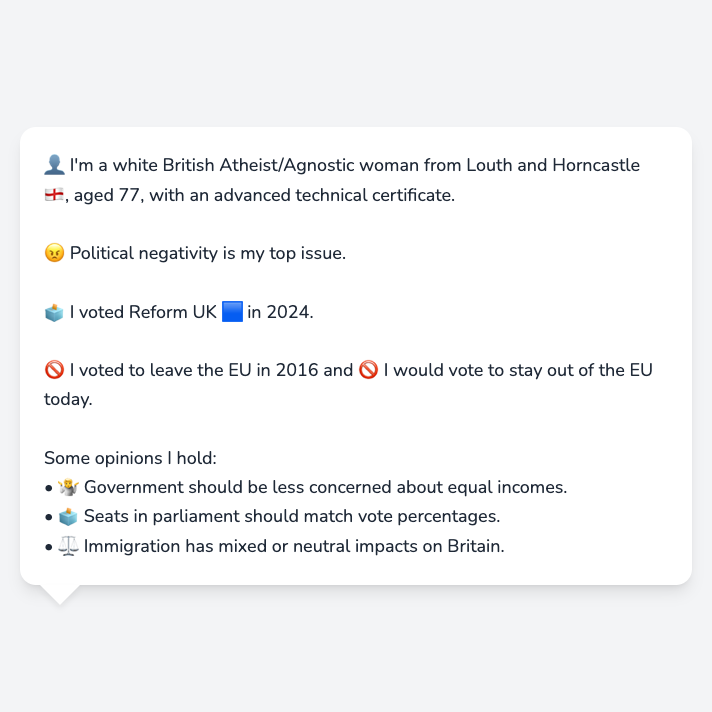 👤 I'm a white British Atheist/Agnostic woman from Louth and Horncastle
🏴󠁧󠁢󠁥󠁮󠁧󠁿, aged 77, with an advanced technical certificate.
😠 Political negativity is my top issue.
🗳️ I voted Reform UK 🟦 in 2024.
🚫 I voted to leave the EU in 2016 and 🚫 I would vote to stay out of the EU
today.
Some opinions I hold:
• 🤷 Government should be less concerned about equal incomes.
• 🗳️ Seats in parliament should match vote percentages.
• ⚖️ Immigration has mixed or neutral impacts on Britain.